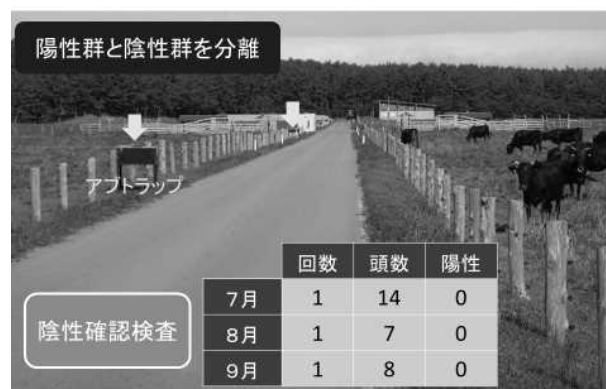 陽性群と陰性群を分離
アブトラップ
回数 頭数 陽性
7月 1 14 0
陰性確認検査
8月 1 7 0
9月 1 8 0